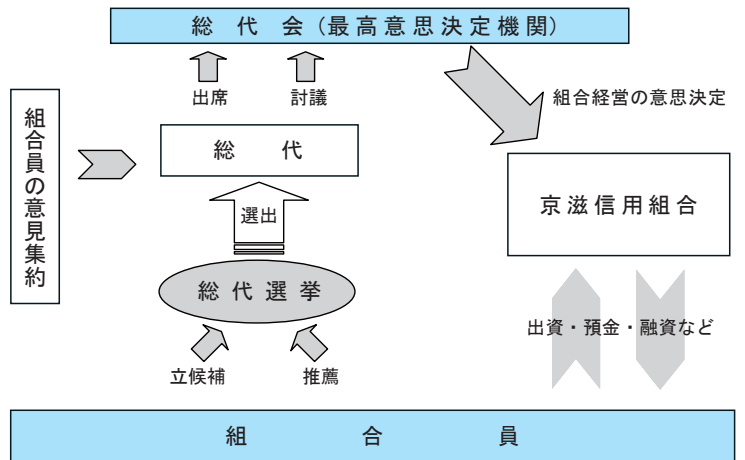 総代会（最高意思決定機関）
出席
討議
組合経営の意思決定
組合員の意見集約
総代
京滋信用組合
選出
総代選挙
出資・預金・融資など
立候補
推薦
組合員